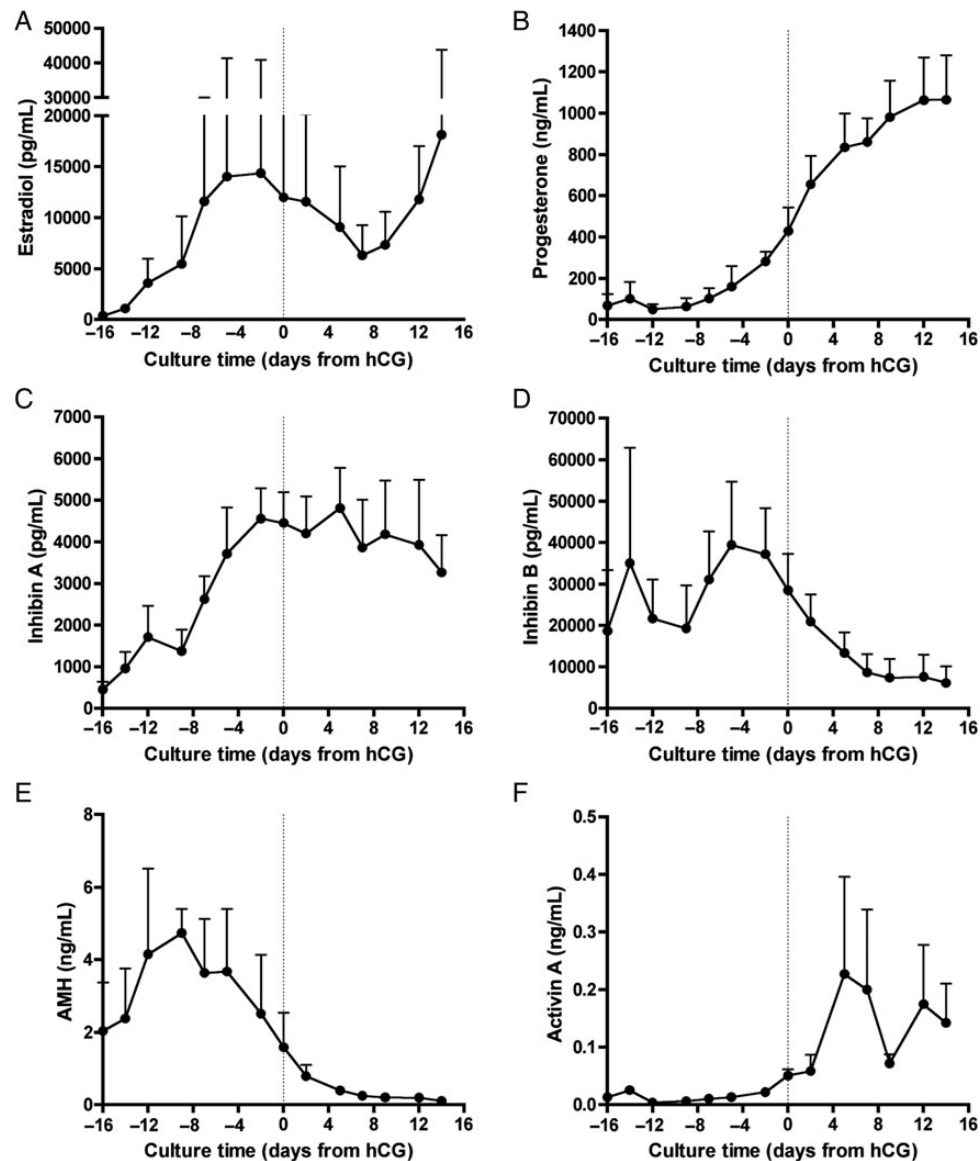 A
Estradiol (pg/mL)
50000
40000
30000
20000
15000
10000
5000
0
–16 –12 –8 –4 0 4 8 12 16
Culture time (days from hCG)
B
Progesterone (ng/mL)
1400
1200
1000
800
600
400
200
0
–16 –12 –8 –4 0 4 8 12 16
Culture time (days from hCG)
C
Inhibin A (pg/mL)
7000
6000
5000
4000
3000
2000
1000
0
–16 –12 –8 –4 0 4 8 12 16
Culture time (days from hCG)
D
Inhibin B (pg/mL)
70000
60000
50000
40000
30000
20000
10000
0
–16 –12 –8 –4 0 4 8 12 16
Culture time (days from hCG)
E
AMH (ng/mL)
8
6
4
2
0
–16 –12 –8 –4 0 4 8 12 16
Culture time (days from hCG)
F
Activin A (ng/mL)
0.5
0.4
0.3
0.2
0.1
0.0
–16 –12 –8 –4 0 4 8 12 16
Culture time (days from hCG)